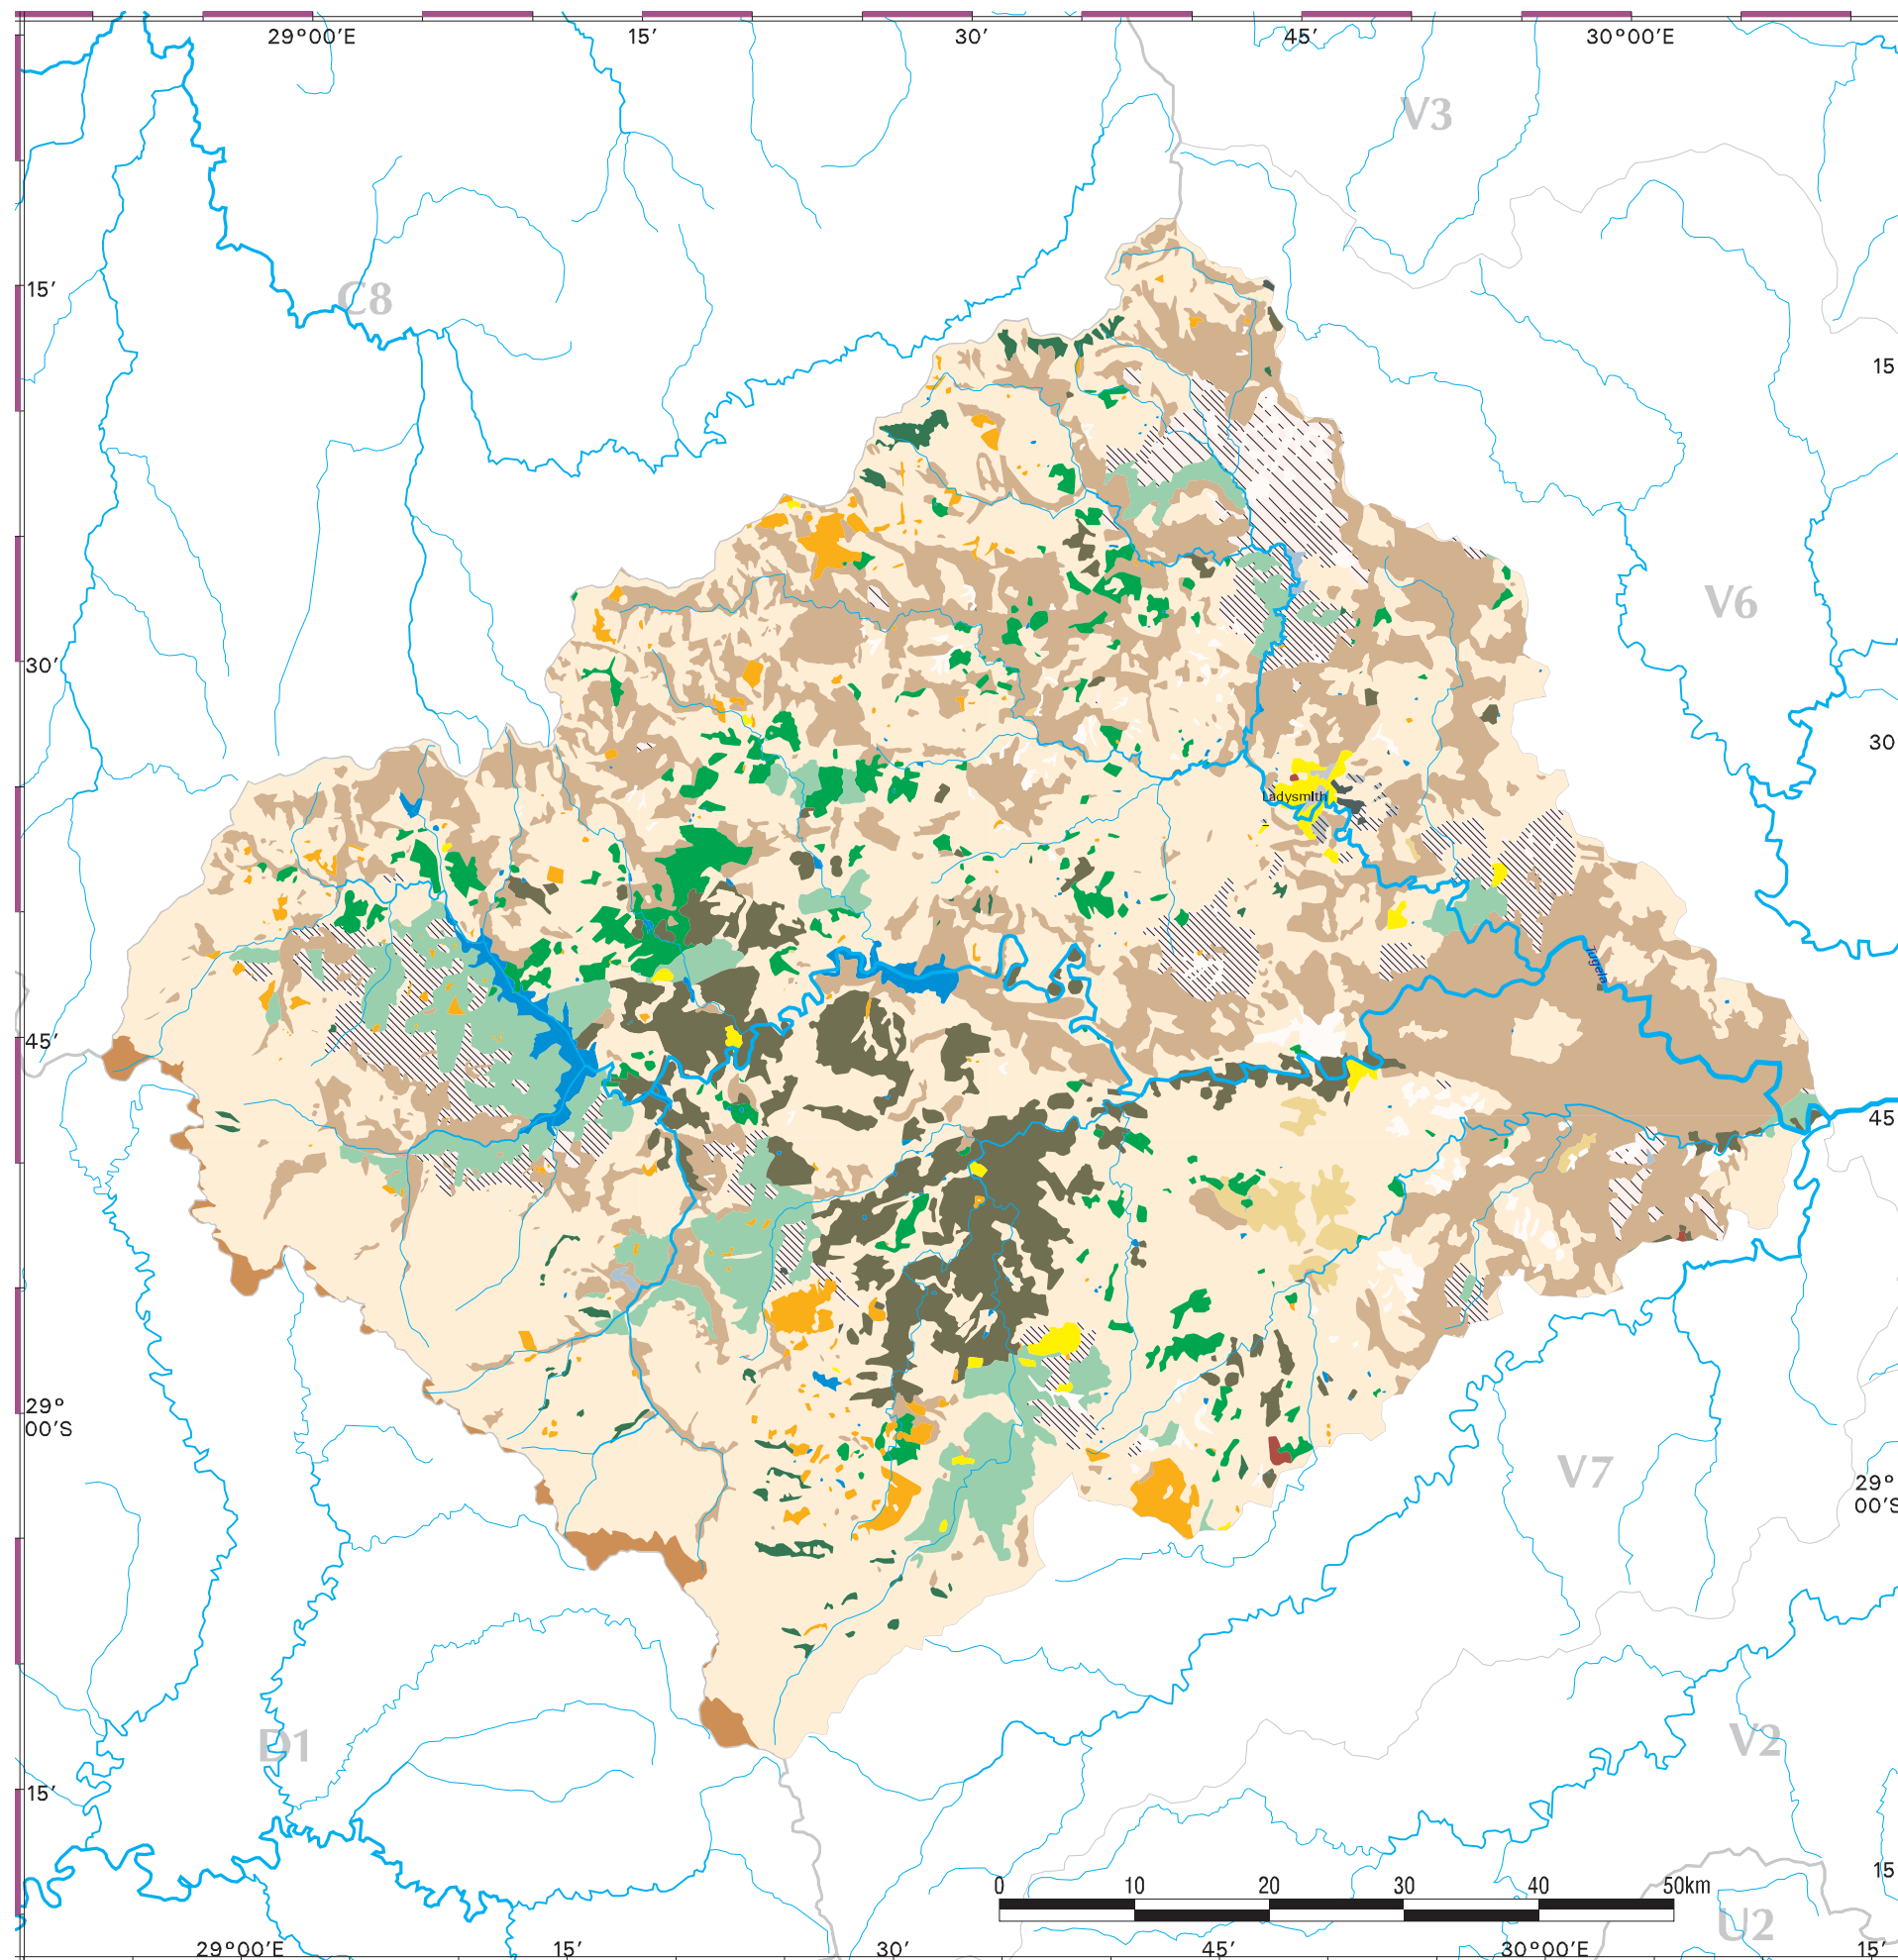 29°00′E 15′ 30′ 45′ 30°00′E
V3
15′
C8
15
V6
30′
30
Ladysmith
Tugela
45′
45
29°
00′S
V7
29°
00′S
D1
V2
15′
15
0 10 20 30 40 50km
U2
29°00′E 15′ 30′ 45′ 30°00′E 15′